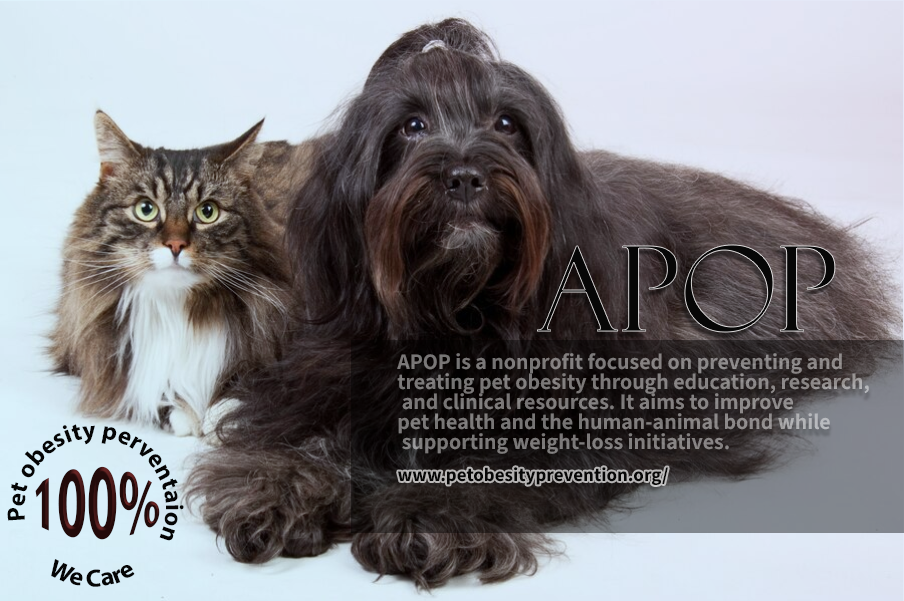 APOP
APOP is a nonprofit focused on preventing and
treating pet obesity through education, research,
and clinical resources. It aims to improve
pet health and the human-animal bond while
supporting weight-loss initiatives.
www.petobesityprevention.org/
Pet obesity perventaion
100%
We Care